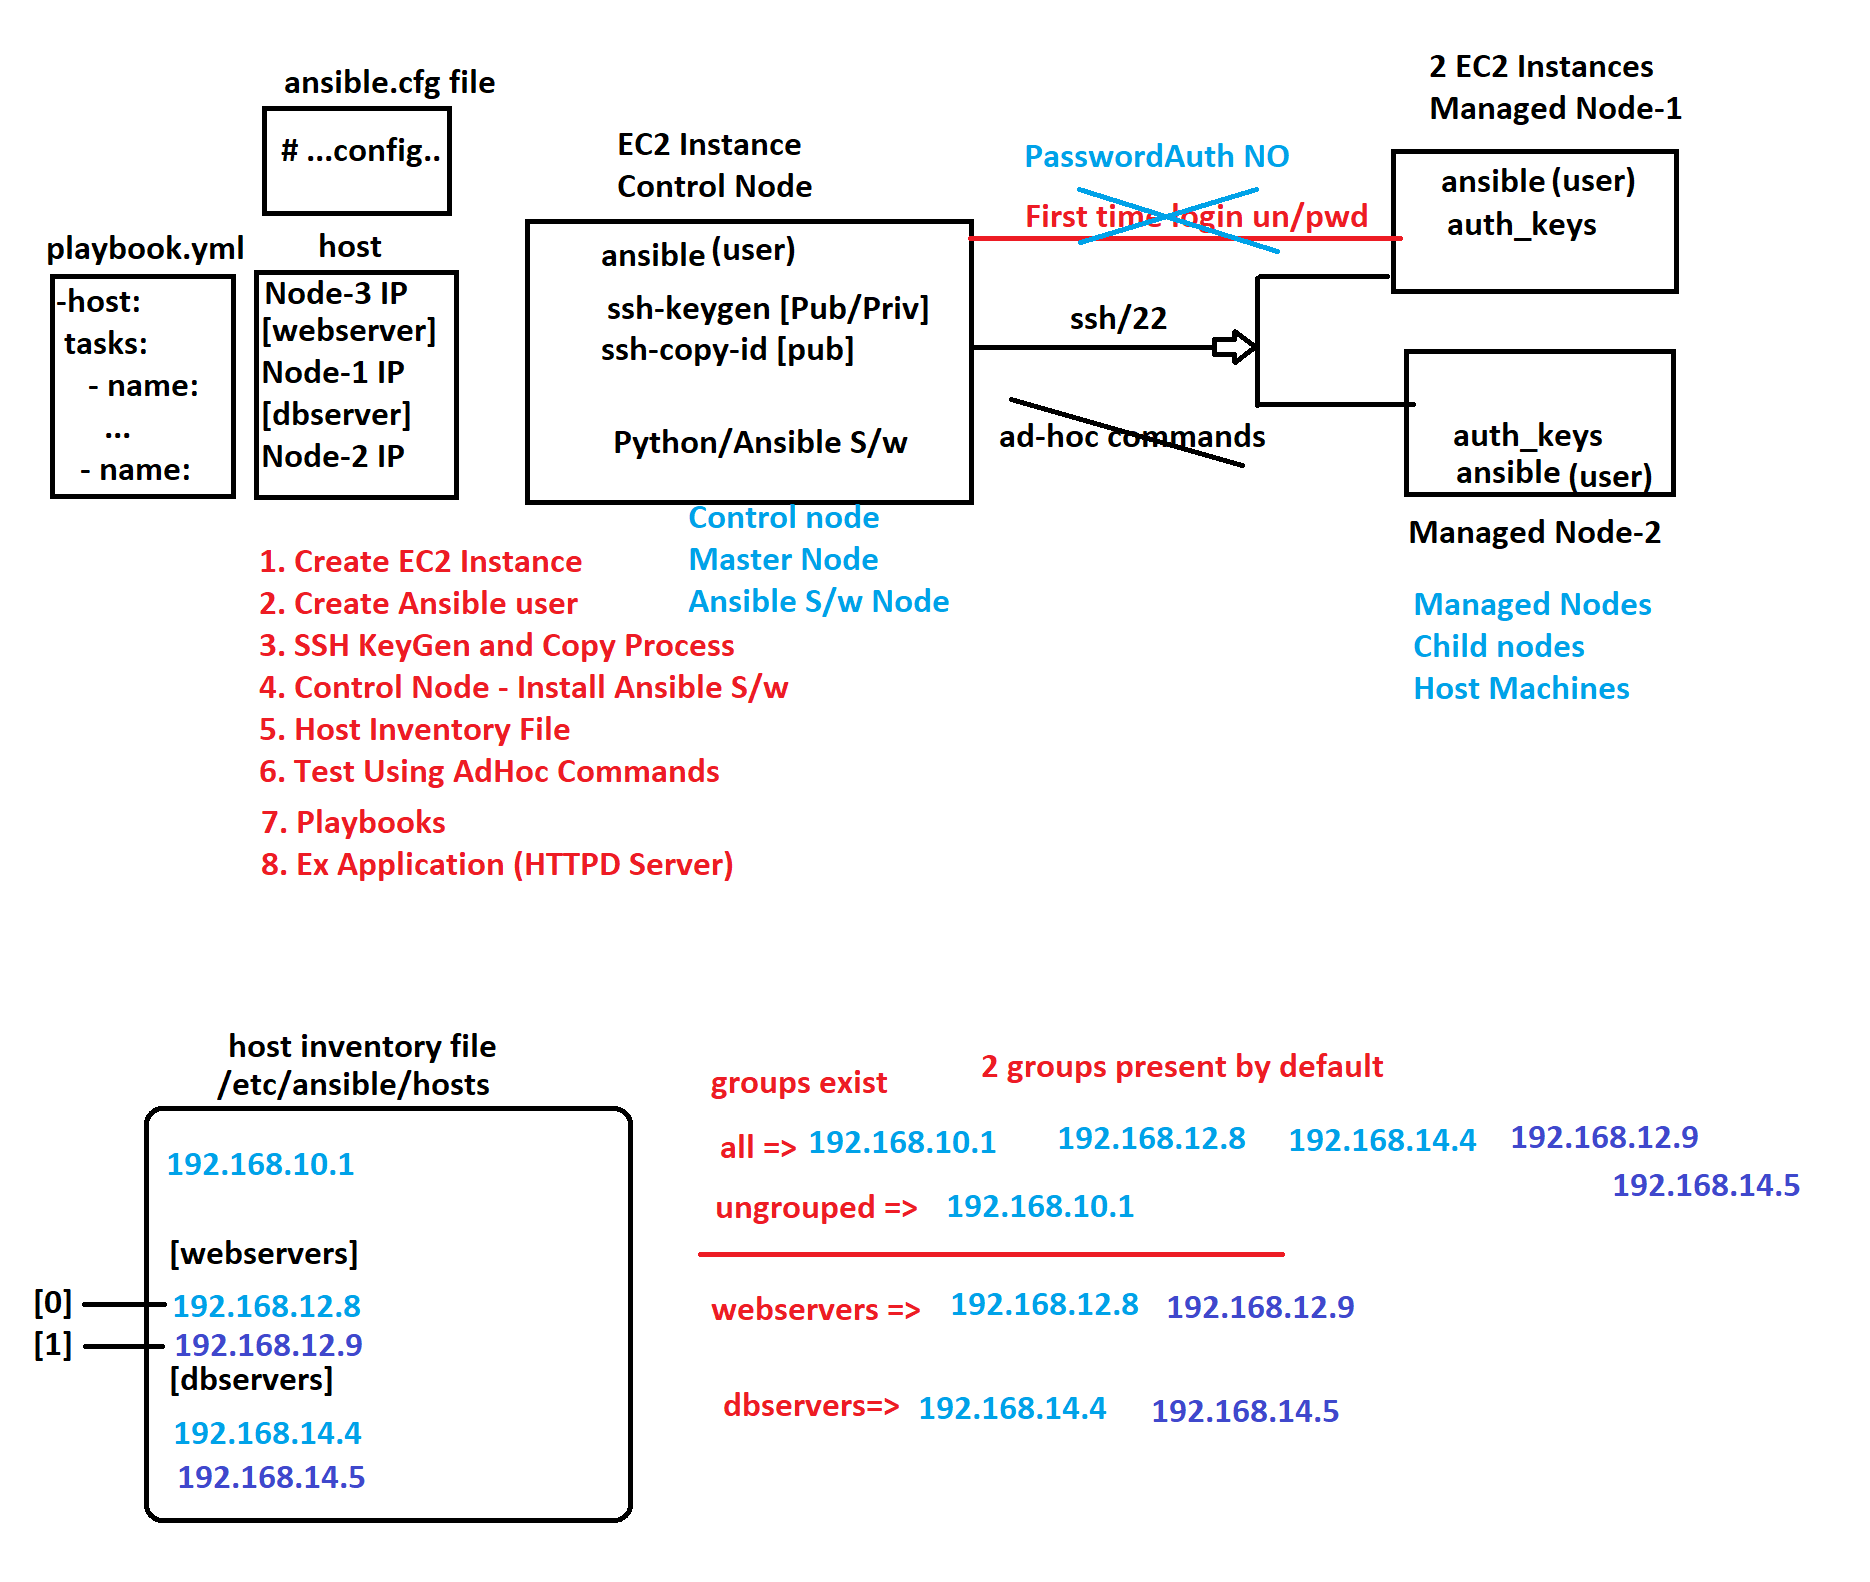 ansible.cfg file
# ...config..
playbook.yml
-host:
tasks:
- name:
...
- name:
host
Node-3 IP
[webserver]
Node-1 IP
[dbserver]
Node-2 IP
EC2 Instance
Control Node
ansible (user)
ssh-keygen [Pub/Priv]
ssh-copy-id [pub]
Python/Ansible S/w
Control node
Master Node
Ansible S/w Node
PasswordAuth NO
First time login un/pwd
ssh/22
ad-hoc commands
2 EC2 Instances
Managed Node-1
ansible (user)
auth_keys
auth_keys
ansible (user)
Managed Node-2
Managed Nodes
Child nodes
Host Machines
1. Create EC2 Instance
2. Create Ansible user
3. SSH KeyGen and Copy Process
4. Control Node - Install Ansible S/w
5. Host Inventory File
6. Test Using AdHoc Commands
7. Playbooks
8. Ex Application (HTTPD Server)
host inventory file
/etc/ansible/hosts
192.168.10.1
[webservers]
[0] 192.168.12.8
[1] 192.168.12.9
[dbservers]
192.168.14.4
192.168.14.5
groups exist
2 groups present by default
all => 192.168.10.1 192.168.12.8 192.168.14.4 192.168.12.9
192.168.14.5
ungrouped => 192.168.10.1
webservers => 192.168.12.8 192.168.12.9
dbservers=> 192.168.14.4 192.168.14.5